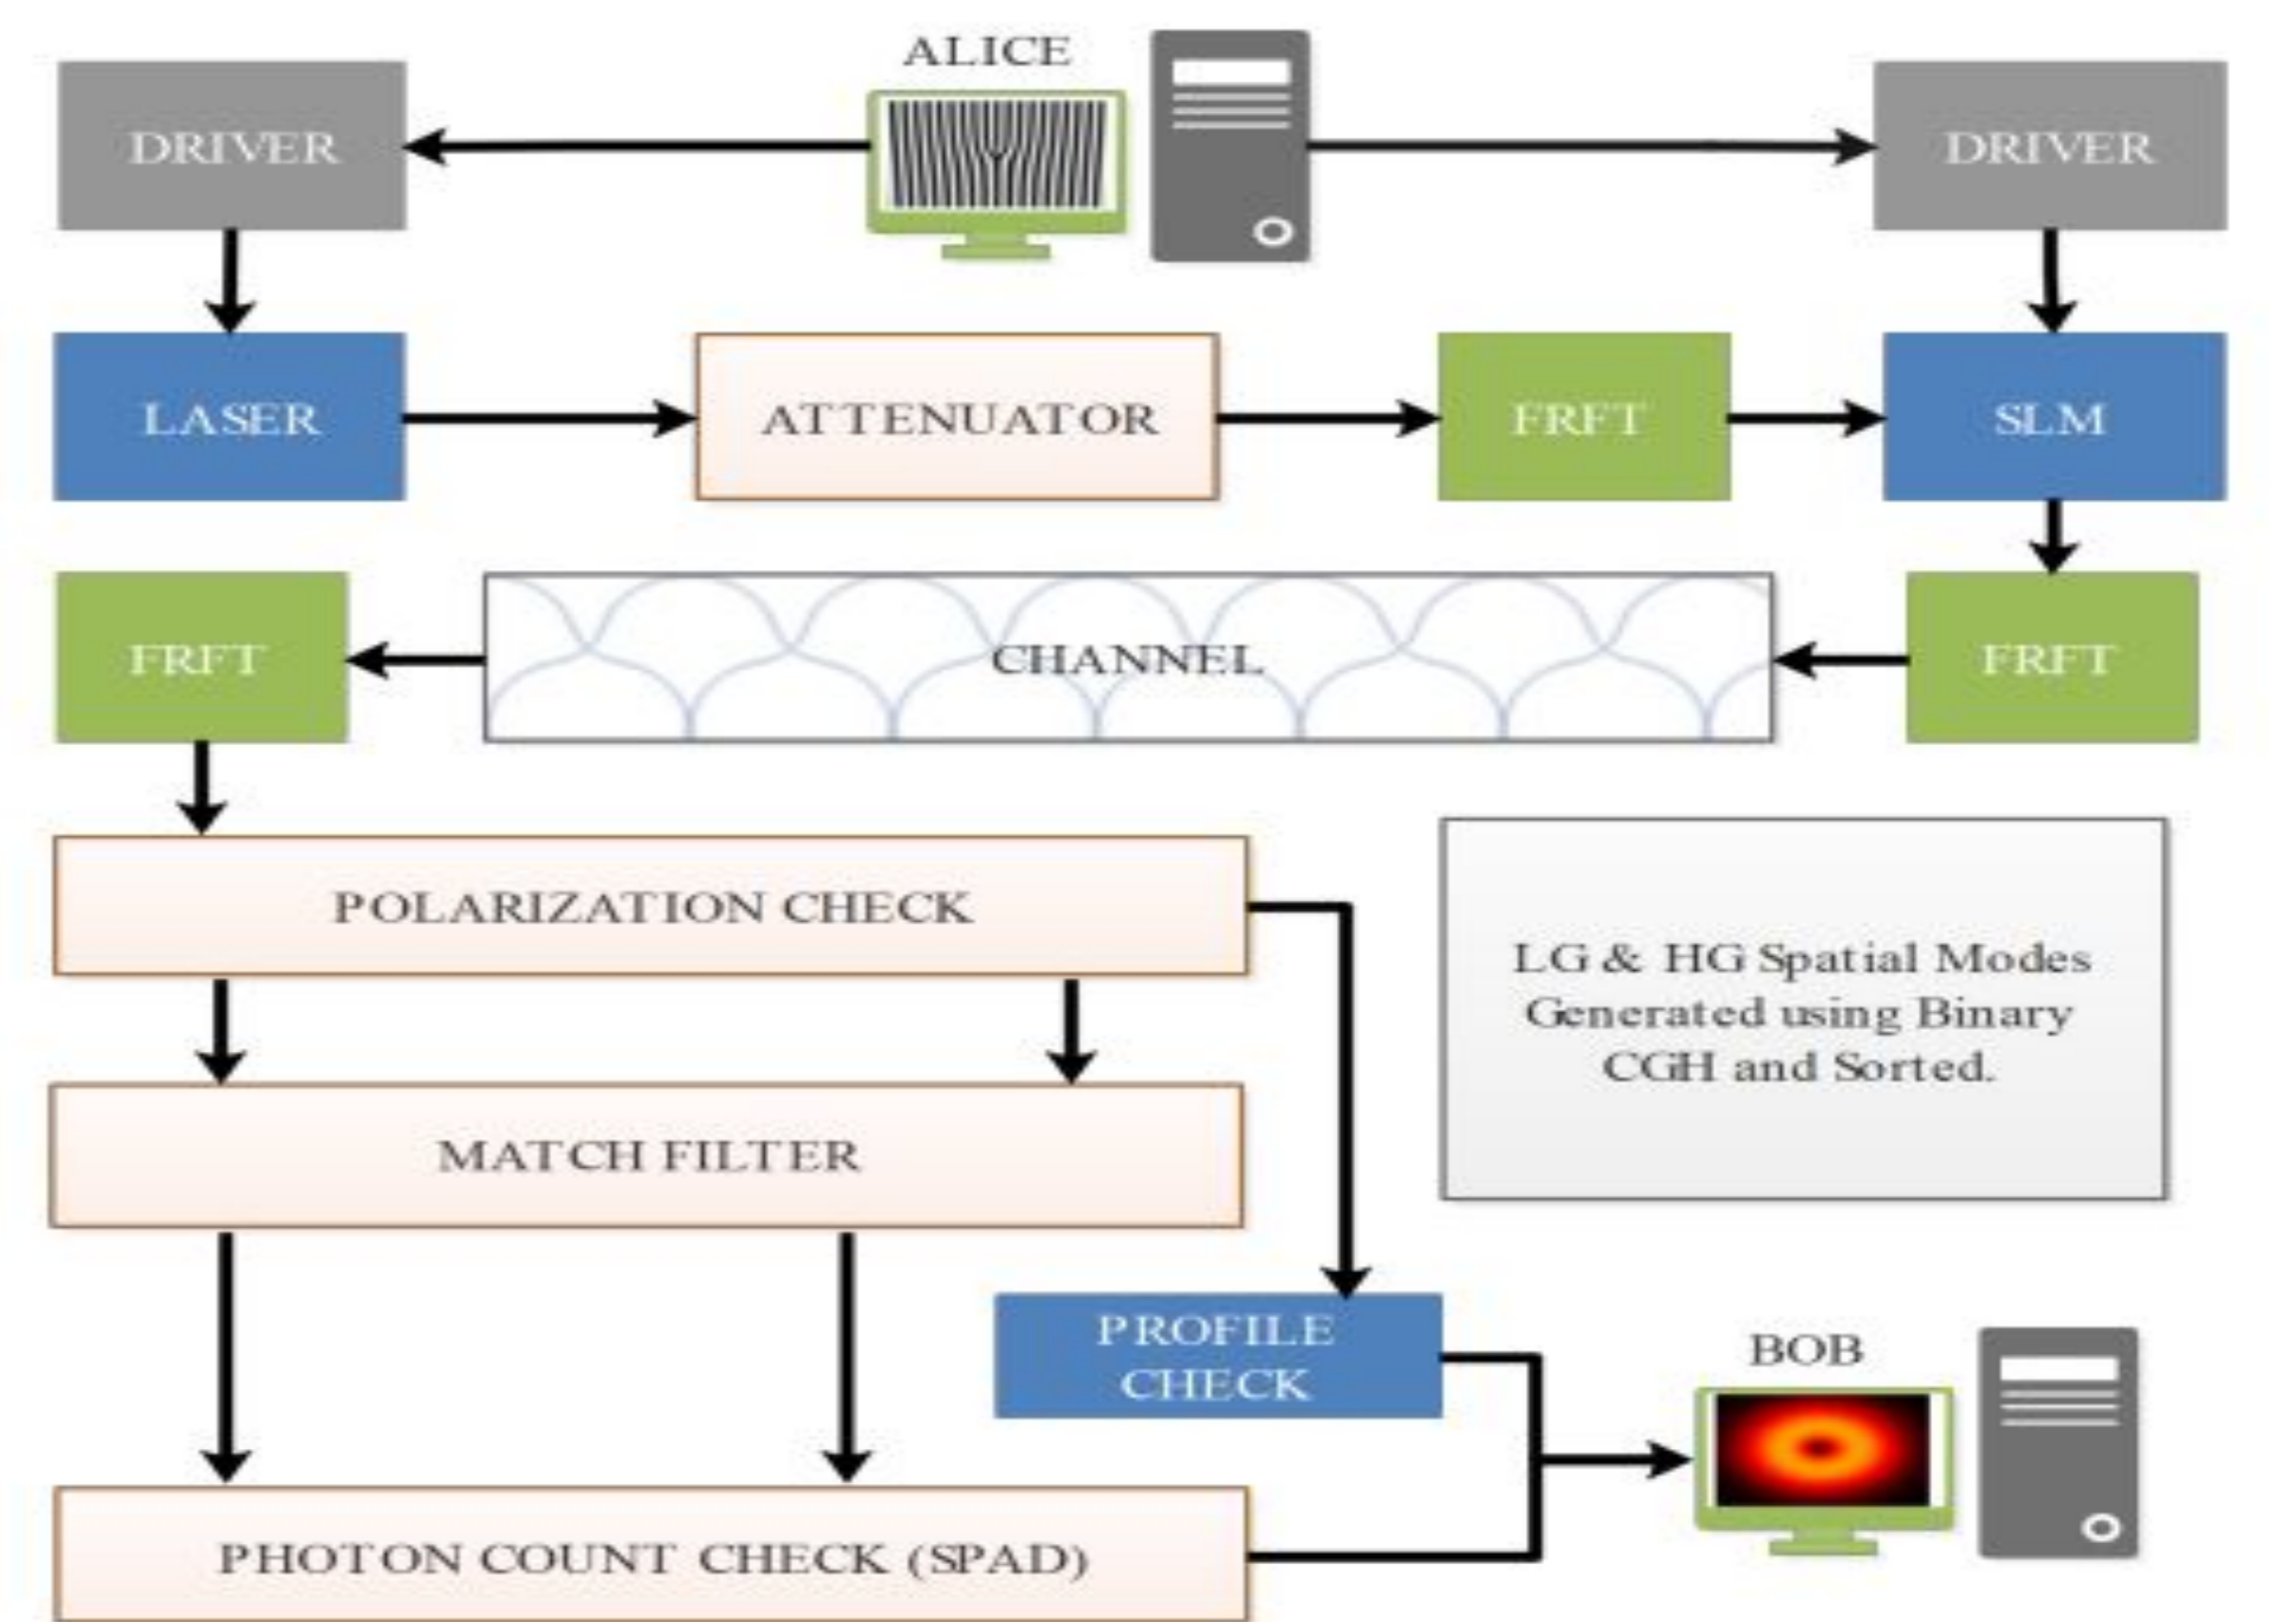 ALICE
DRIVER
DRIVER
LASER
ATTENUATOR
FRFT
SLM
FRFT
CHANNEL
FRFT
POLARIZATION CHECK
LG & HG Spatial Modes
Generated using Binary
CGH and Sorted.
MATCH FILTER
PROFILE
CHECK
BOB
PHOTON COUNT CHECK (SPAD)